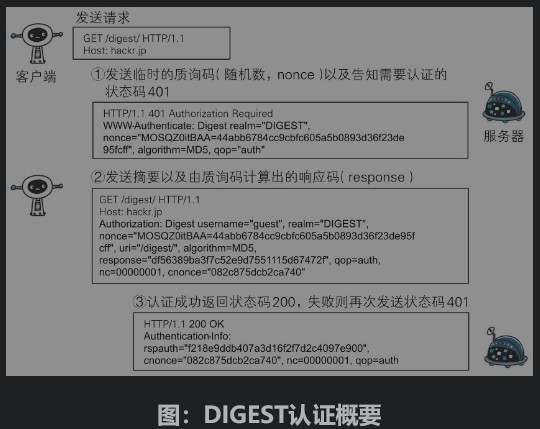 发送请求
GET /digest/ HTTP/1.1
Host: hackr.jp
客户端
①发送临时的质询码(随机数，nonce)以及告知需要认证的
状态码401
HTTP/1.1 401 Authorization Required
WWW-Authenticate: Digest realm="DIGEST",
nonce="MOSQZ0itBAA=44abb6784cc9cbfc605a5b0893d36f23de
95fcff", algorithm=MD5, qop="auth"
服务器
②发送摘要以及由质询码计算出的响应码(response)
GET /digest/ HTTP/1.1
Host: hackr.jp
Authorization: Digest username="guest", realm="DIGEST",
nonce="MOSQZ0itBAA=44abb6784cc9cbfc605a5b0893d36f23de95f
cff", uri="/digest/", algorithm=MD5,
response="df56389ba3f7c52e9d7551115d67472f", qop=auth,
nc=00000001, cnonce="082c875dcb2ca740"
③认证成功返回状态码200，失败则再次发送状态码401
HTTP/1.1 200 OK
Authentication-Info:
rspauth="f218e9ddb407a3d16f2f7d2c4097e900",
cnonce="082c875dcb2ca740", nc=00000001, qop=auth
图：DIGEST认证概要